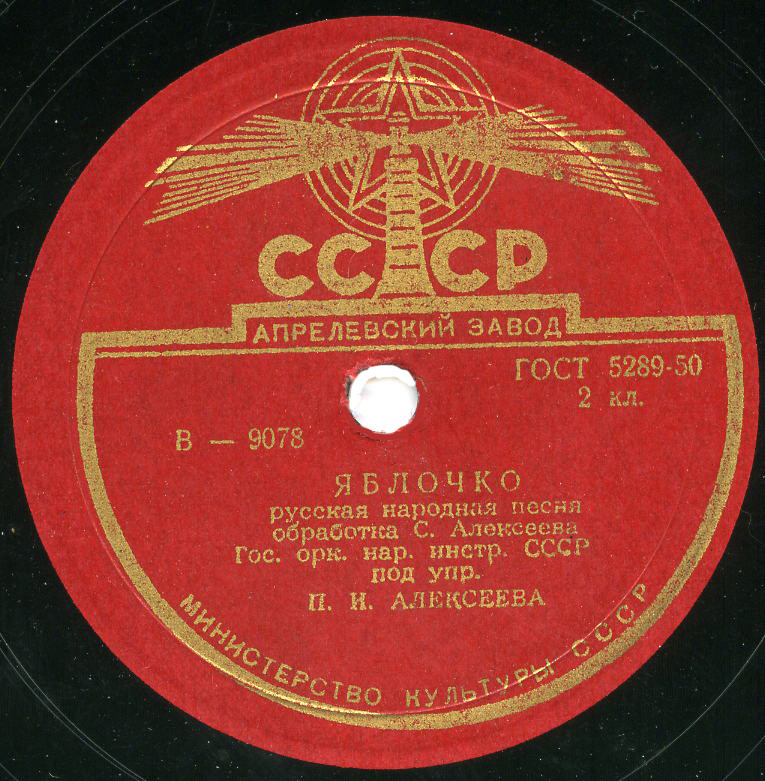 СССР
АПРЕЛЕВСКИЙ ЗАВОД
ГОСТ 5289-50
2 кл.
В — 9078
ЯБЛОЧКО
русская народная песня
обработка С. Алексеева
Гос. орк. нар. инстр. СССР
под упр.
П. И. АЛЕКСЕЕВА
МИНИСТЕРСТВО КУЛЬТУРЫ СССР